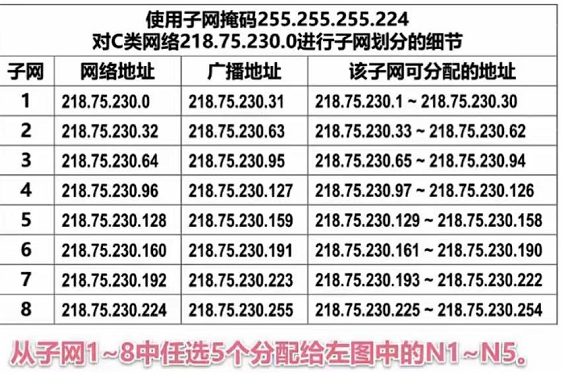 使用子网掩码255.255.255.224
对C类网络218.75.230.0进行子网划分的细节
子网 网络地址 广播地址 该子网可分配的地址
1 218.75.230.0 218.75.230.31 218.75.230.1 ~ 218.75.230.30
2 218.75.230.32 218.75.230.63 218.75.230.33 ~ 218.75.230.62
3 218.75.230.64 218.75.230.95 218.75.230.65 ~ 218.75.230.94
4 218.75.230.96 218.75.230.127 218.75.230.97 ~ 218.75.230.126
5 218.75.230.128 218.75.230.159 218.75.230.129 ~ 218.75.230.158
6 218.75.230.160 218.75.230.191 218.75.230.161 ~ 218.75.230.190
7 218.75.230.192 218.75.230.223 218.75.230.193 ~ 218.75.230.222
8 218.75.230.224 218.75.230.255 218.75.230.225 ~ 218.75.230.254
从子网1~8中任选5个分配给左图中的N1~N5。